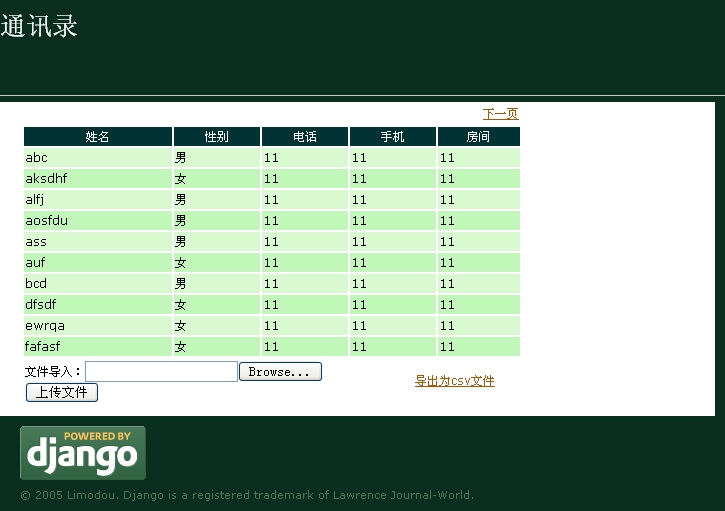 通讯录
下一页
姓名 性别 电话 手机 房间
abc 男 11 11 11
aksdhf 女 11 11 11
alfj 男 11 11 11
aosfdu 男 11 11 11
ass 男 11 11 11
auf 女 11 11 11
bcd 男 11 11 11
dfsdf 女 11 11 11
ewrqa 女 11 11 11
fafasf 女 11 11 11
文件导入： Browse...
导出为csv文件
上传文件
POWERED BY
django
© 2005 Limodou. Django is a registered trademark of Lawrence Journal-World.